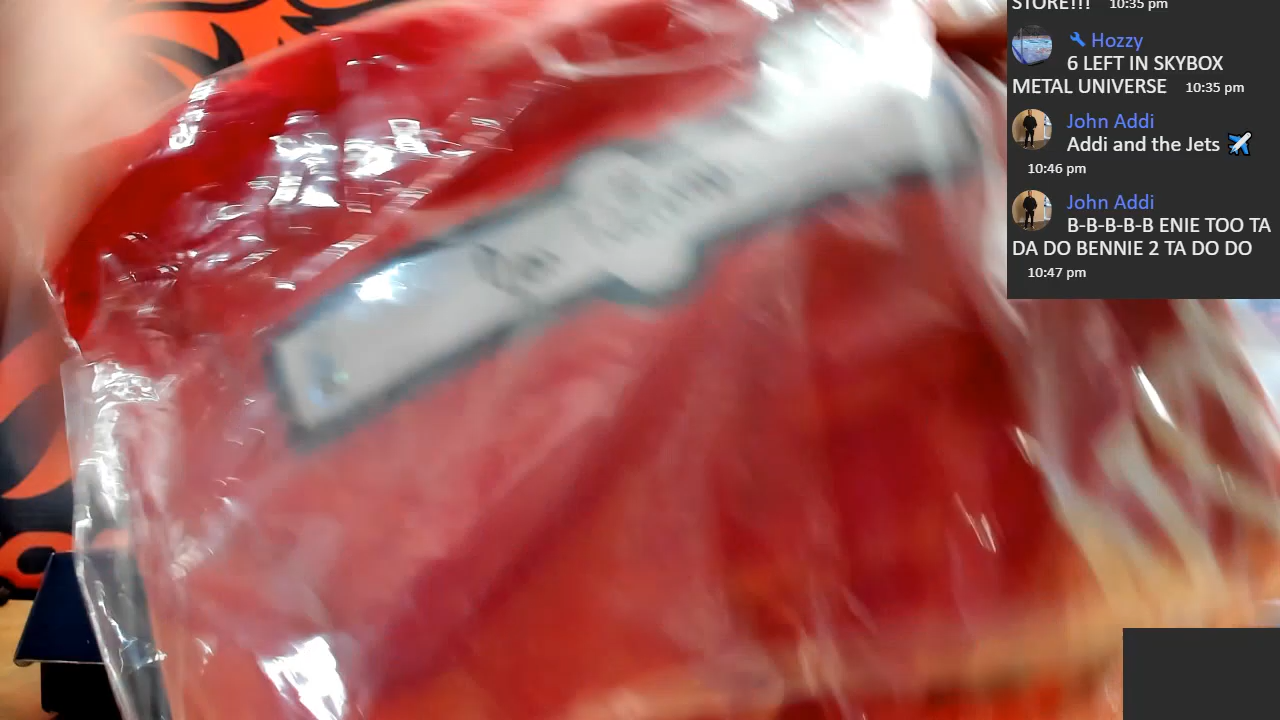 STORE!!! 10:35 pm
Hozzy
6 LEFT IN SKYBOX
METAL UNIVERSE 10:35 pm
John Addi
Addi and the Jets
10:46 pm
John Addi
B-B-B-B-B ENIE TOO TA
DA DO BENNIE 2 TA DO DO
10:47 pm